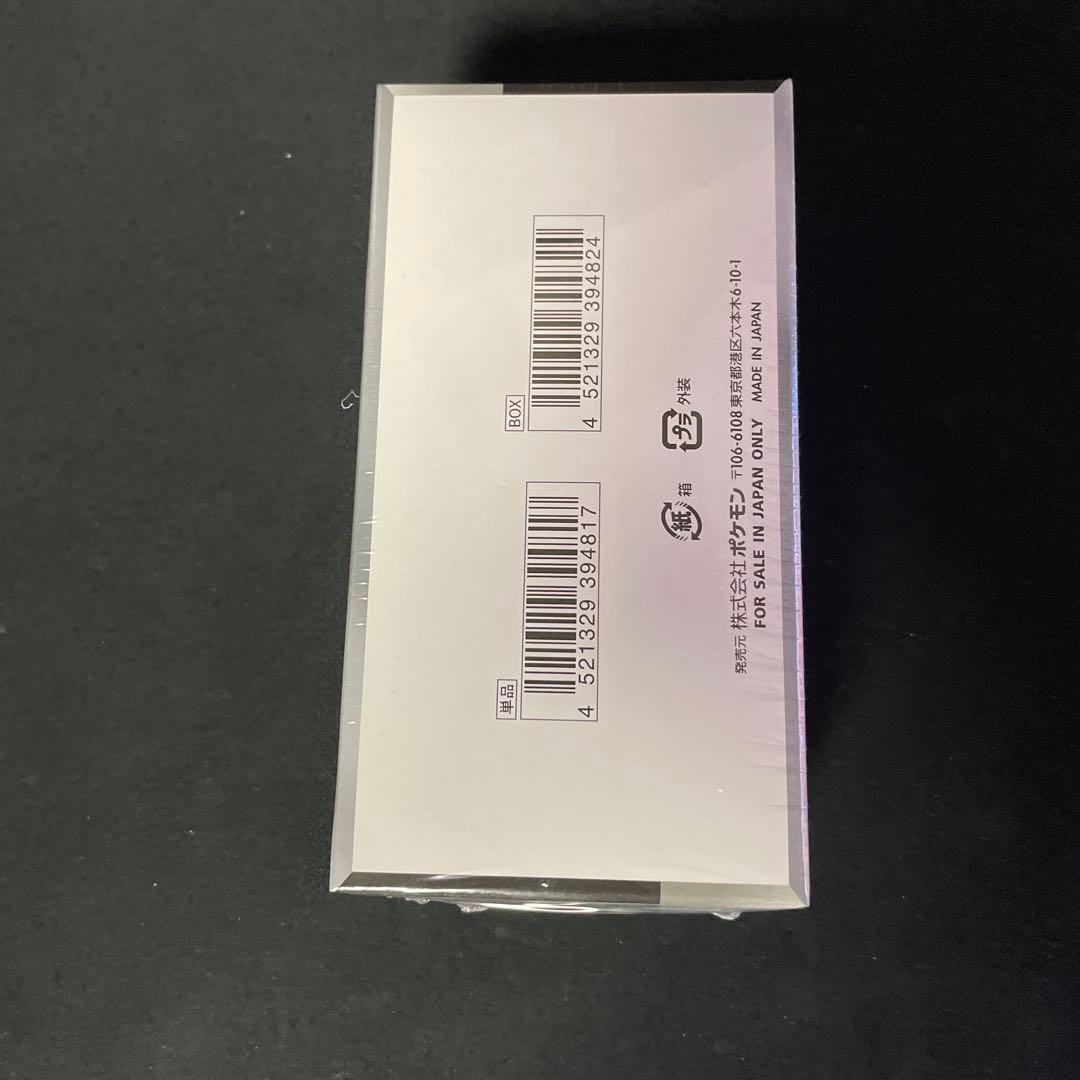 単品
4 521329 394817
BOX
4 521329 394824
紙 箱
プラ 外装
発売元 株式会社ポケモン 〒106-6108 東京都港区六本木6-10-1
FOR SALE IN JAPAN ONLY MADE IN JAPAN